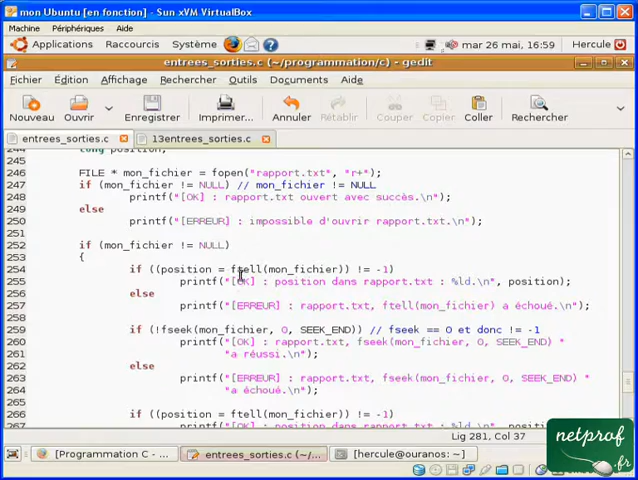 mon Ubuntu [en fonction] - Sun xVM VirtualBox
Machine Périphériques Aide
Applications Raccourcis Système mar 26 mai, 16:59 Hercule
entrees_sorties.c (~/programmation/c) - gedit
Fichier Édition Affichage Rechercher Outils Documents Aide
Nouveau Ouvrir Enregistrer Imprimer... Annuler Rétablir Couper Copier Coller Rechercher
entrees_sorties.c 13entrees_sorties.c
244 long position;
245
246 FILE * mon_fichier = fopen("rapport.txt", "r+");
247 if (mon_fichier != NULL) // mon_fichier != NULL
248 printf("[OK] : rapport.txt ouvert avec succès.\n");
249 else
250 printf("[ERREUR] : impossible d'ouvrir rapport.txt.\n");
251
252 if (mon_fichier != NULL)
253 {
254 if ((position = ftell(mon_fichier)) != -1)
255 printf("[OK] : position dans rapport.txt : %ld.\n", position);
256 else
257 printf("[ERREUR] : rapport.txt, ftell(mon_fichier) a échoué.\n");
258
259 if (!fseek(mon_fichier, 0, SEEK_END)) // fseek == 0 et donc != -1
260 printf("[OK] : rapport.txt, fseek(mon_fichier, 0, SEEK_END) "
261 "a réussi.\n");
262 else
263 printf("[ERREUR] : rapport.txt, fseek(mon_fichier, 0, SEEK_END) "
264 "a échoué.\n");
265
266 if ((position = ftell(mon_fichier)) != -1)
267 printf("[OK] : position dans rapport.txt : %ld.\n", position);
Lig 281, Col 37
[Programmation C - ... entrees_sorties.c (~/... [hercule@ouranos: ~]
netprof
.fr